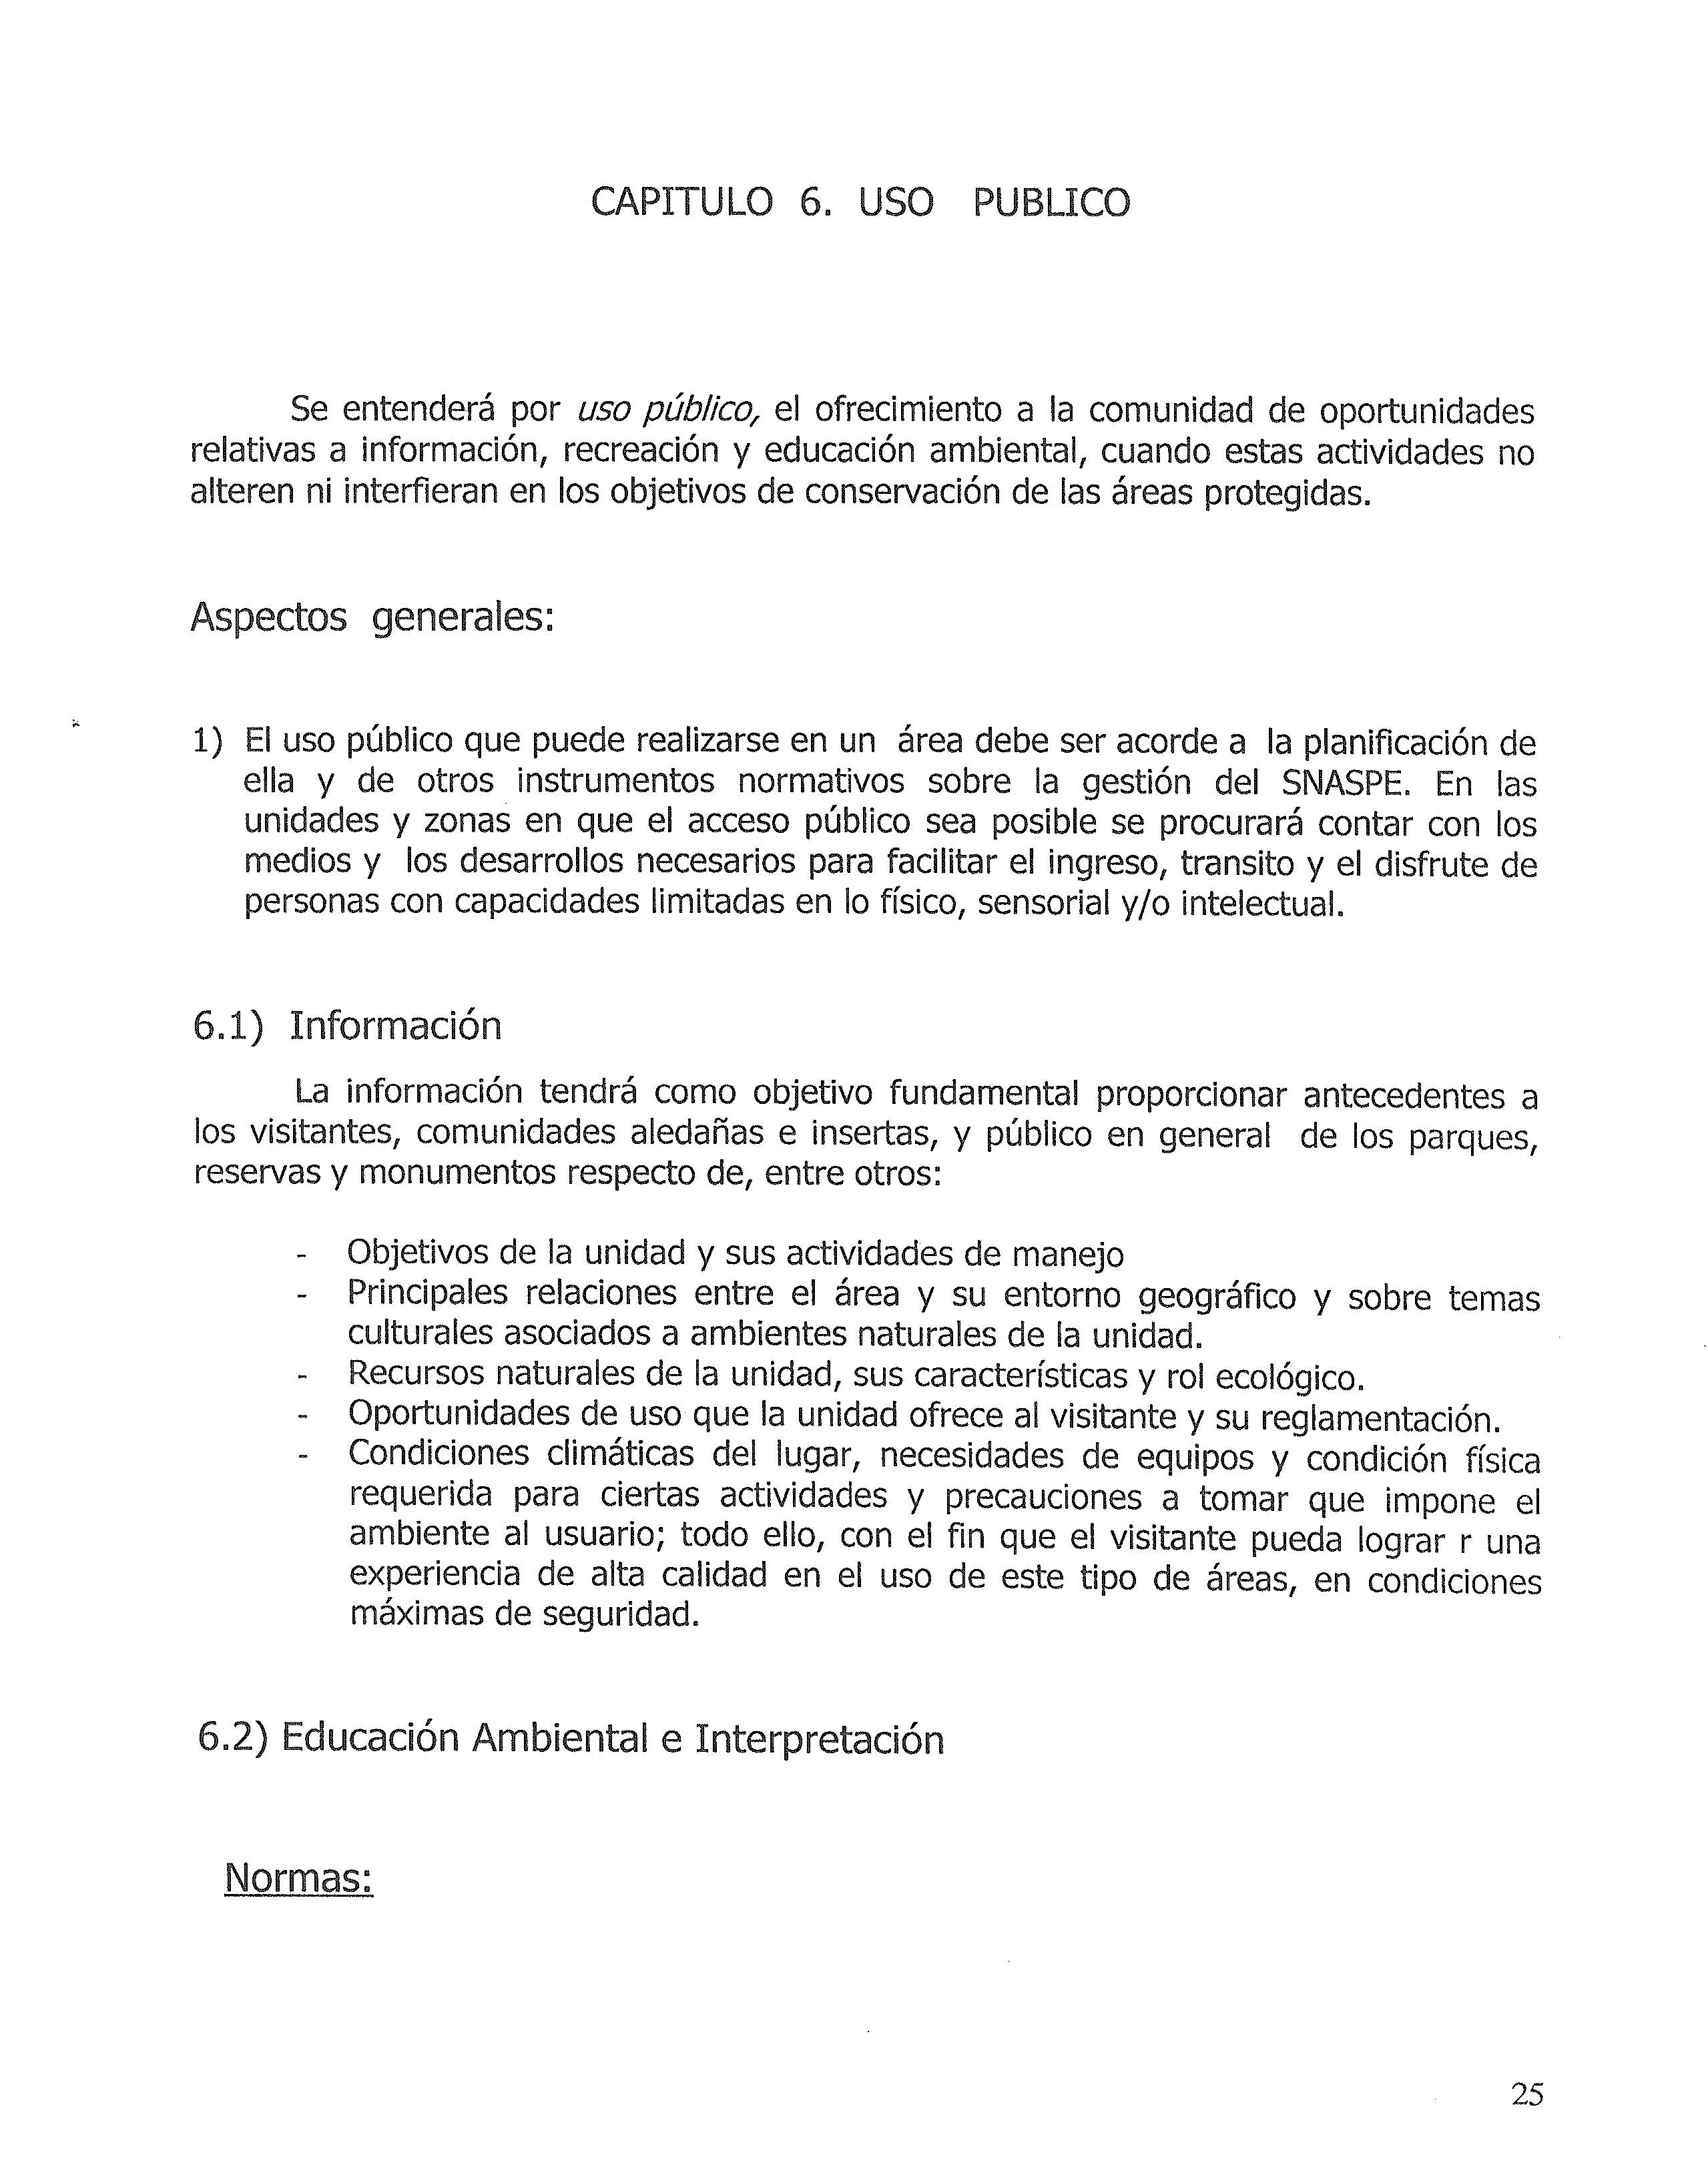 CAPITULO 6. USO PUBLICO
Se entenderá por uso público, el ofrecimiento a la comunidad de oportunidades
relativas a información, recreación y educación ambiental, cuando estas actividades no
alteren ni interfieran en los objetivos de conservación de las áreas protegidas.
Aspectos generales:
1) El uso público que puede realizarse en un área debe ser acorde a la planificación de
ella y de otros instrumentos normativos sobre la gestión del SNASPE. En las
unidades y zonas en que el acceso público sea posible se procurará contar con los
medios y los desarrollos necesarios para facilitar el ingreso, transito y el disfrute de
personas con capacidades limitadas en lo físico, sensorial y/o intelectual.
6.1) Información
La información tendrá como objetivo fundamental proporcionar antecedentes a
los visitantes, comunidades aledañas e insertas, y público en general de los parques,
reservas y monumentos respecto de, entre otros:
- Objetivos de la unidad y sus actividades de manejo
- Principales relaciones entre el área y su entorno geográfico y sobre temas
culturales asociados a ambientes naturales de la unidad.
- Recursos naturales de la unidad, sus características y rol ecológico.
- Oportunidades de uso que la unidad ofrece al visitante y su reglamentación.
- Condiciones climáticas del lugar, necesidades de equipos y condición física
requerida para ciertas actividades y precauciones a tomar que impone el
ambiente al usuario; todo ello, con el fin que el visitante pueda lograr r una
experiencia de alta calidad en el uso de este tipo de áreas, en condiciones
máximas de seguridad.
6.2) Educación Ambiental e Interpretación
Normas:
25